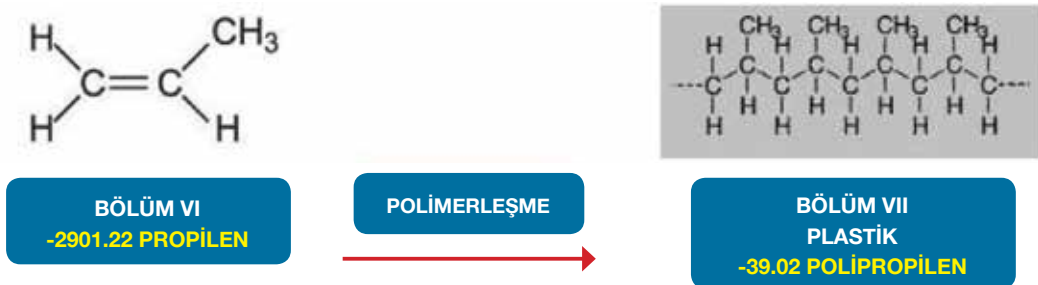 H
CH₃
C=C
H
H
CH₃ CH₃ CH₃ CH₃
H H H H H
C C C C
C C C C C
H H H H
H H H H H
BÖLÜM VI
-2901.22 PROPİLEN
POLİMERLEŞME
BÖLÜM VII
PLASTİK
-39.02 POLİPROPİLEN